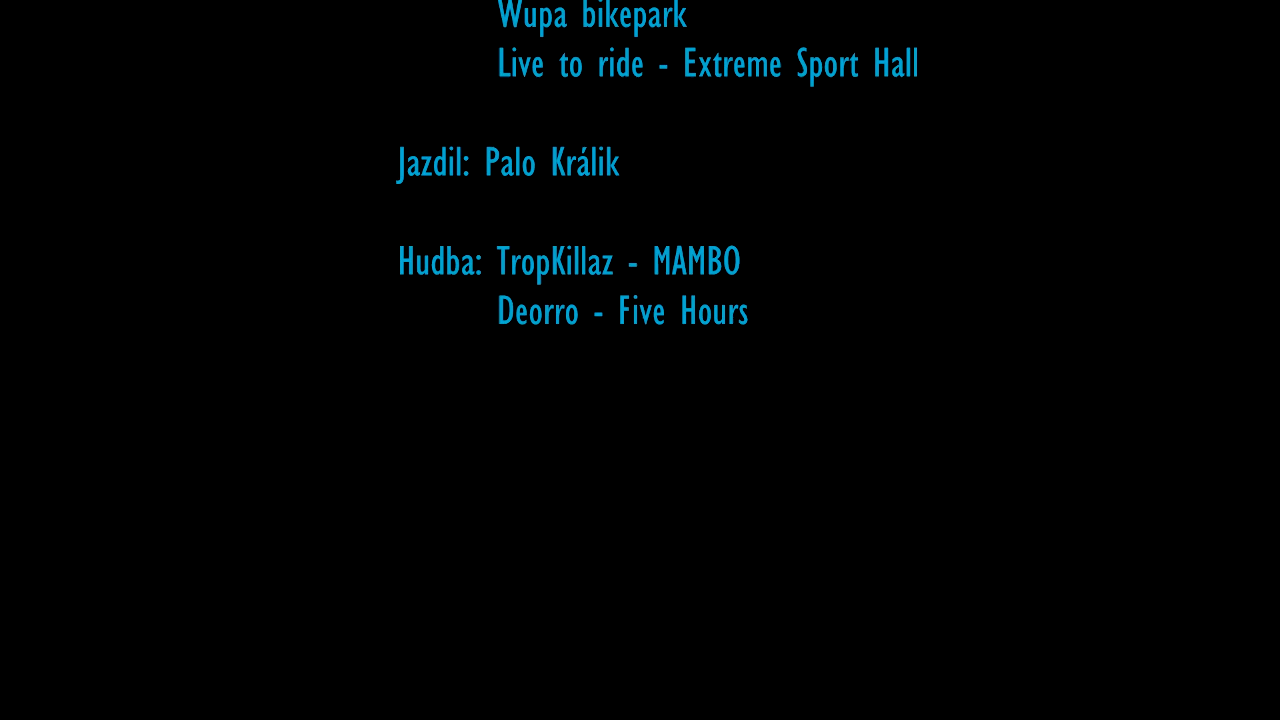 Wupa bikepark
Live to ride - Extreme Sport Hall
Jazdil: Palo Králik
Hudba: TropKillaz - MAMBO
Deorro - Five Hours